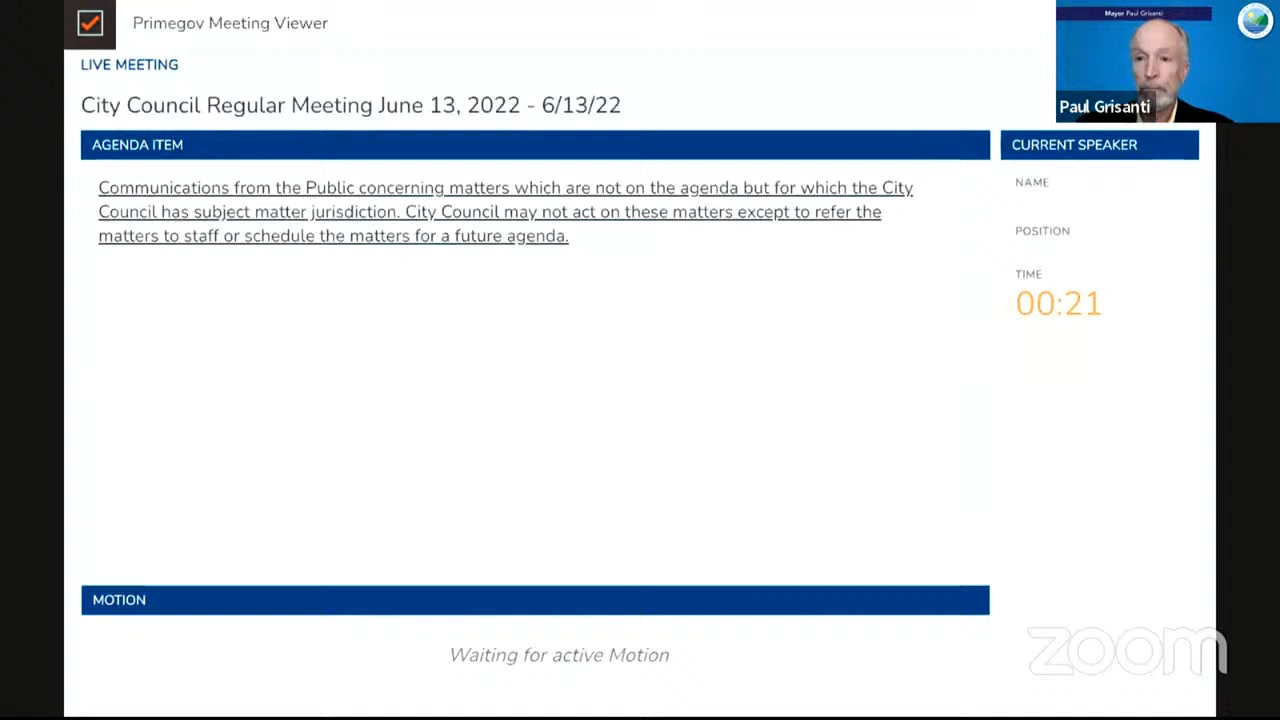 Primegov Meeting Viewer
Mayor Paul Grisanti
LIVE MEETING
City Council Regular Meeting June 13, 2022 - 6/13/22
Paul Grisanti
AGENDA ITEM
CURRENT SPEAKER
Communications from the Public concerning matters which are not on the agenda but for which the City
Council has subject matter jurisdiction. City Council may not act on these matters except to refer the
matters to staff or schedule the matters for a future agenda.
NAME
POSITION
TIME
00:21
MOTION
Waiting for active Motion
zoom